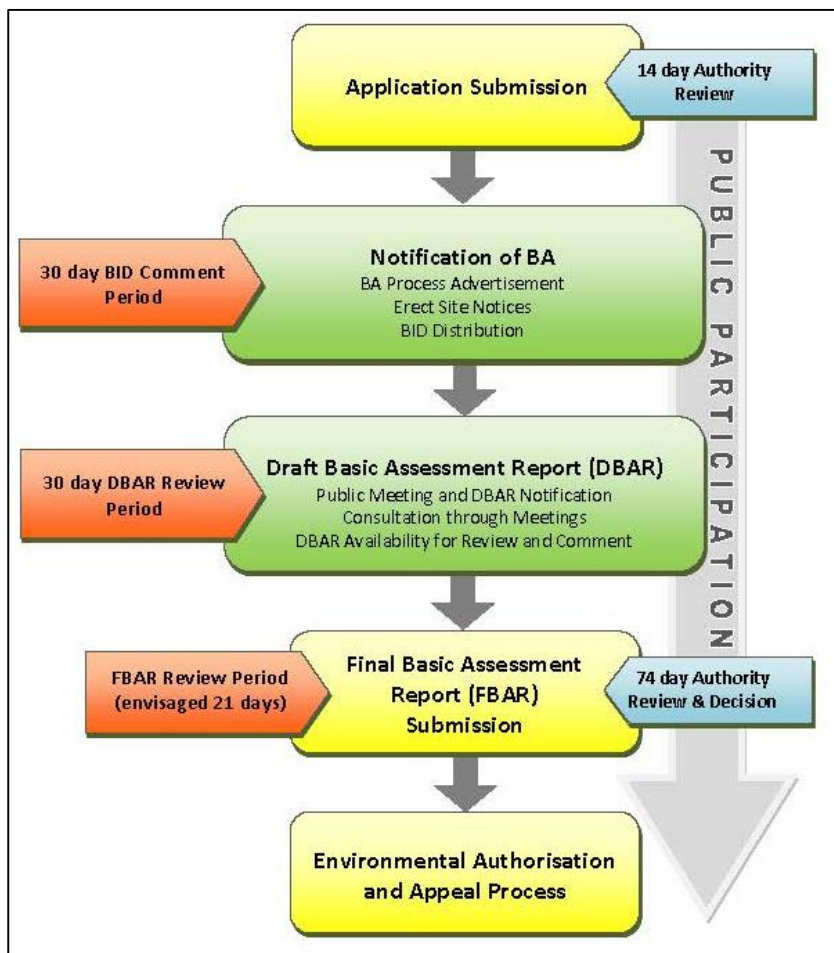 Application Submission
14 day Authority
Review
Notification of BA
BA Process Advertisement
Erect Site Notices
BID Distribution
30 day BID Comment
Period
Draft Basic Assessment Report (DBAR)
Public Meeting and DBAR Notification
Consultation through Meetings
DBAR Availability for Review and Comment
30 day DBAR Review
Period
Final Basic Assessment
Report (FBAR)
Submission
FBAR Review Period
(envisaged 21 days)
74 day Authority
Review & Decision
Environmental Authorisation
and Appeal Process
PUBLIC PARTICIPATION